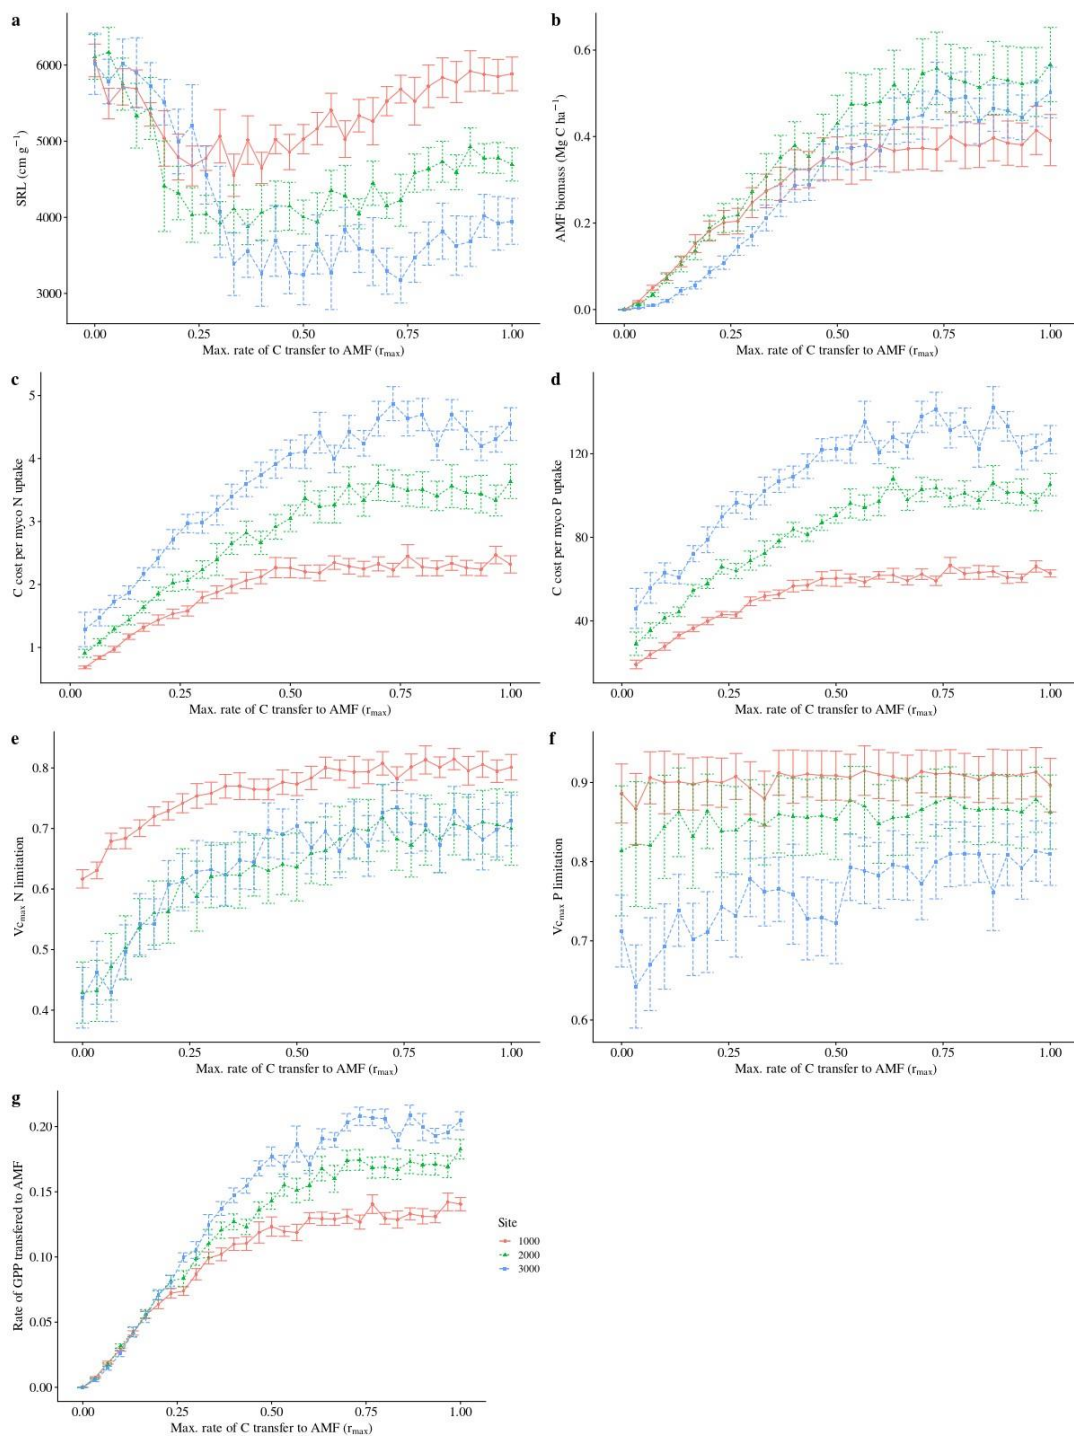 a
6000
5000
4000
3000
SRL (cm g⁻¹)
0.00 0.25 0.50 0.75 1.00
Max. rate of C transfer to AMF (rmax)
b
0.6
0.4
0.2
0.0
AMF biomass (Mg C ha⁻¹)
0.00 0.25 0.50 0.75 1.00
Max. rate of C transfer to AMF (rmax)
c
5
4
3
2
1
C cost per myco N uptake
0.00 0.25 0.50 0.75 1.00
Max. rate of C transfer to AMF (rmax)
d
120
80
40
C cost per myco P uptake
0.00 0.25 0.50 0.75 1.00
Max. rate of C transfer to AMF (rmax)
e
0.8
0.7
0.6
0.5
0.4
Vcmax N limitation
0.00 0.25 0.50 0.75 1.00
Max. rate of C transfer to AMF (rmax)
f
0.9
0.8
0.7
0.6
Vcmax P limitation
0.00 0.25 0.50 0.75 1.00
Max. rate of C transfer to AMF (rmax)
g
0.20
0.15
0.10
0.05
0.00
Rate of GPP transfered to AMF
0.00 0.25 0.50 0.75 1.00
Max. rate of C transfer to AMF (rmax)
Site
1000
2000
3000